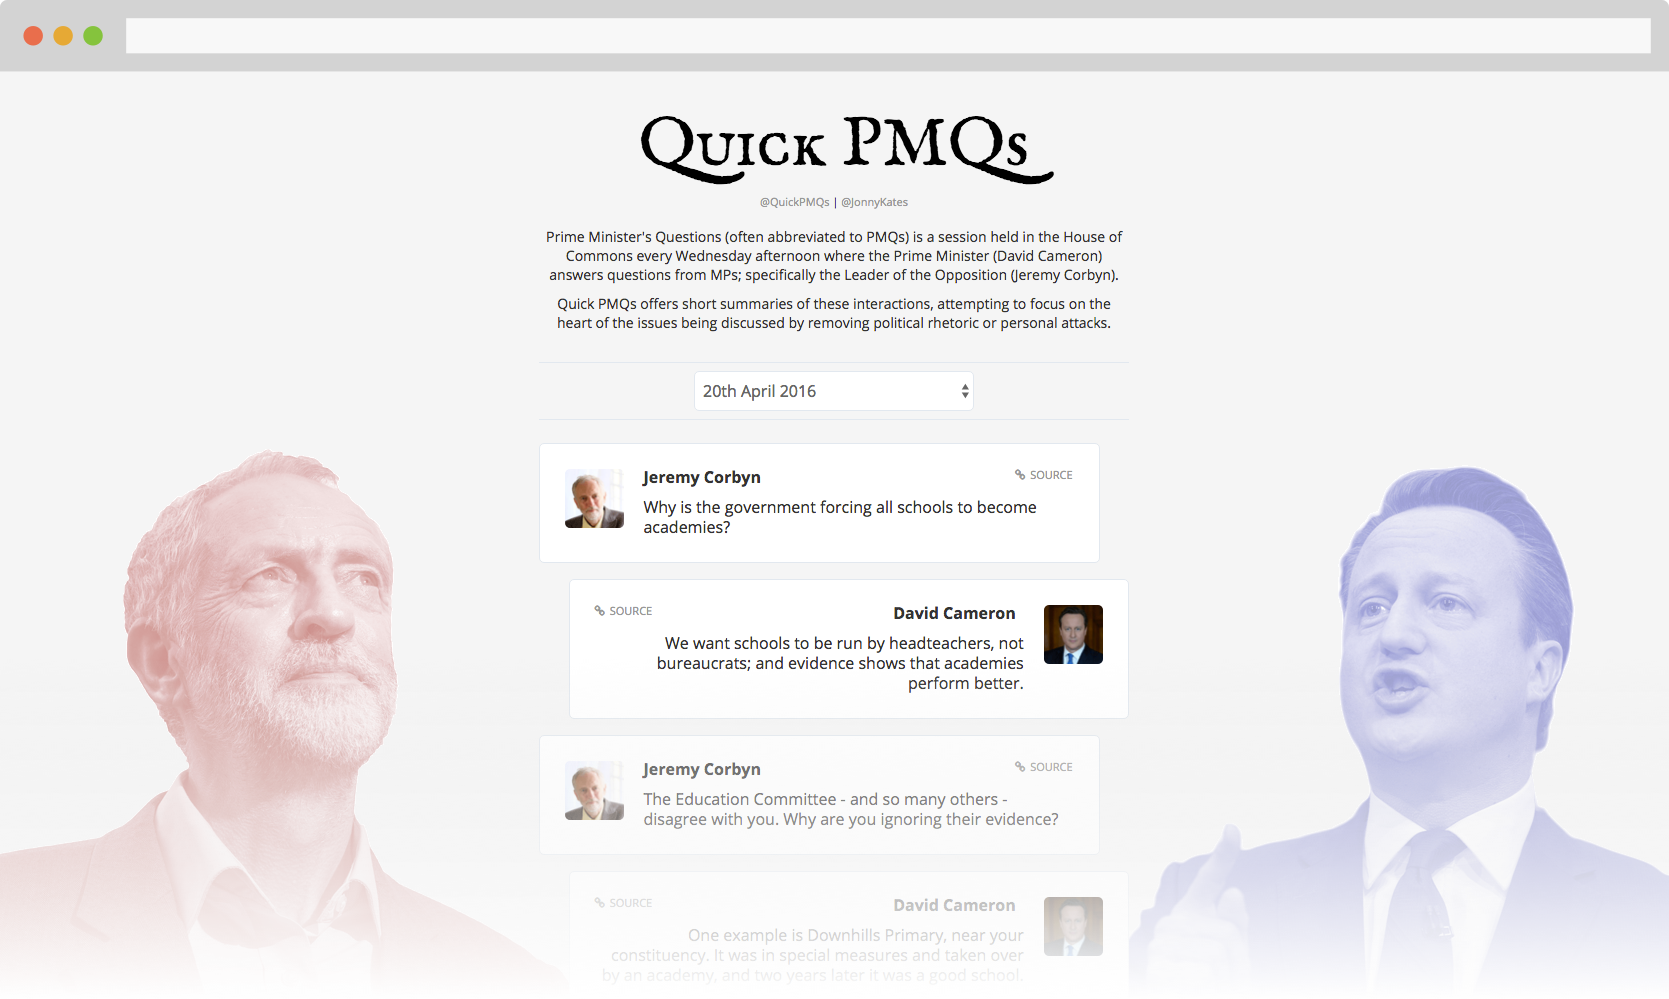 Quick PMQs
@QuickPMQs | @JonnyKates
Prime Minister's Questions (often abbreviated to PMQs) is a session held in the House of
Commons every Wednesday afternoon where the Prime Minister (David Cameron)
answers questions from MPs; specifically the Leader of the Opposition (Jeremy Corbyn).
Quick PMQs offers short summaries of these interactions, attempting to focus on the
heart of the issues being discussed by removing political rhetoric or personal attacks.
20th April 2016
Jeremy Corbyn
SOURCE
Why is the government forcing all schools to become
academies?
SOURCE
David Cameron
We want schools to be run by headteachers, not
bureaucrats; and evidence shows that academies
perform better.
Jeremy Corbyn
SOURCE
The Education Committee - and so many others -
disagree with you. Why are you ignoring their evidence?
SOURCE
David Cameron
One example is Downhills Primary, near your
constituency. It was in special measures and taken over
by an academy, and two years later it was a good school.